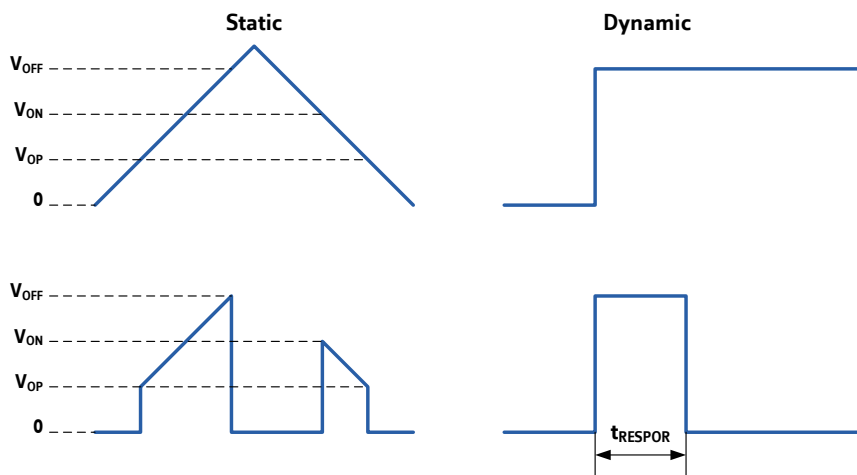 Static
Dynamic
VOFF
VON
VOP
0
VOFF
VON
VOP
0
tRESPOR